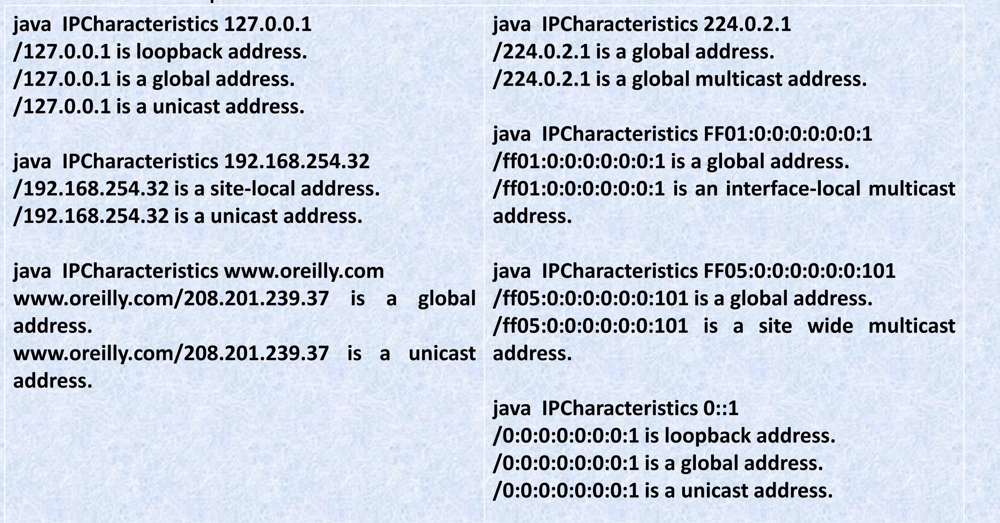 java  IPCharacteristics 127.0.0.1
/127.0.0.1 is loopback address.
/127.0.0.1 is a global address.
/127.0.0.1 is a unicast address.

java  IPCharacteristics 192.168.254.32
/192.168.254.32 is a site-local address.
/192.168.254.32 is a unicast address.

java  IPCharacteristics www.oreilly.com
www.oreilly.com/208.201.239.37 is a global
address.
www.oreilly.com/208.201.239.37 is a unicast
address.

java  IPCharacteristics 224.0.2.1
/224.0.2.1 is a global address.
/224.0.2.1 is a global multicast address.

java  IPCharacteristics FF01:0:0:0:0:0:0:1
/ff01:0:0:0:0:0:0:1 is a global address.
/ff01:0:0:0:0:0:0:1 is an interface-local multicast
address.

java  IPCharacteristics FF05:0:0:0:0:0:0:101
/ff05:0:0:0:0:0:0:101 is a global address.
/ff05:0:0:0:0:0:0:101 is a site wide multicast
address.

java  IPCharacteristics 0::1
/0:0:0:0:0:0:0:1 is loopback address.
/0:0:0:0:0:0:0:1 is a global address.
/0:0:0:0:0:0:0:1 is a unicast address.